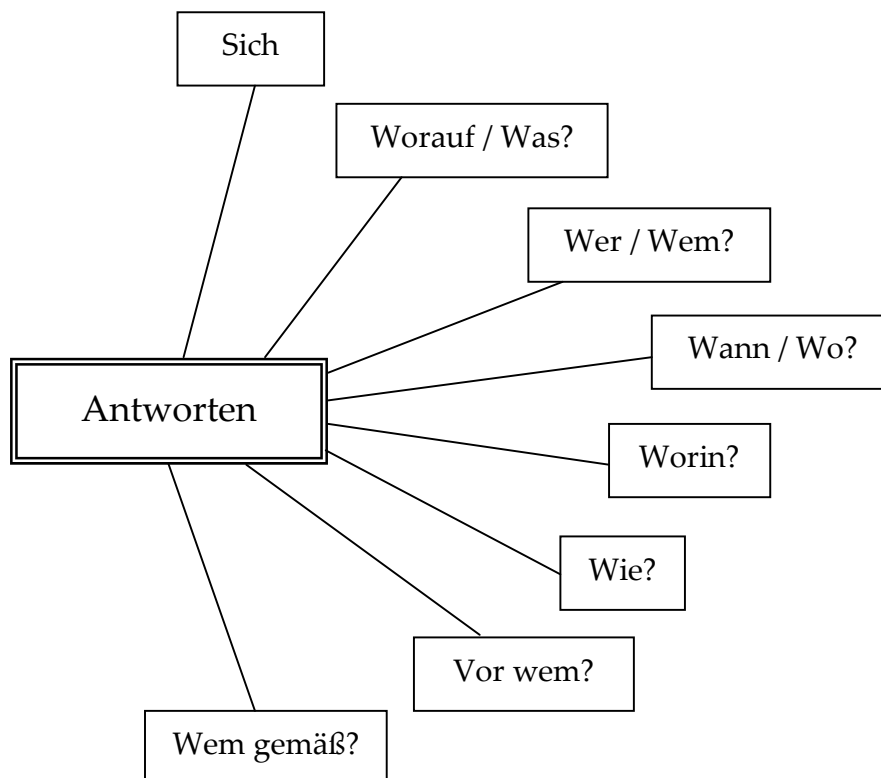 Sich
Worauf / Was?
Wer / Wem?
Wann / Wo?
Antworten
Worin?
Wie?
Vor wem?
Wem gemäß?